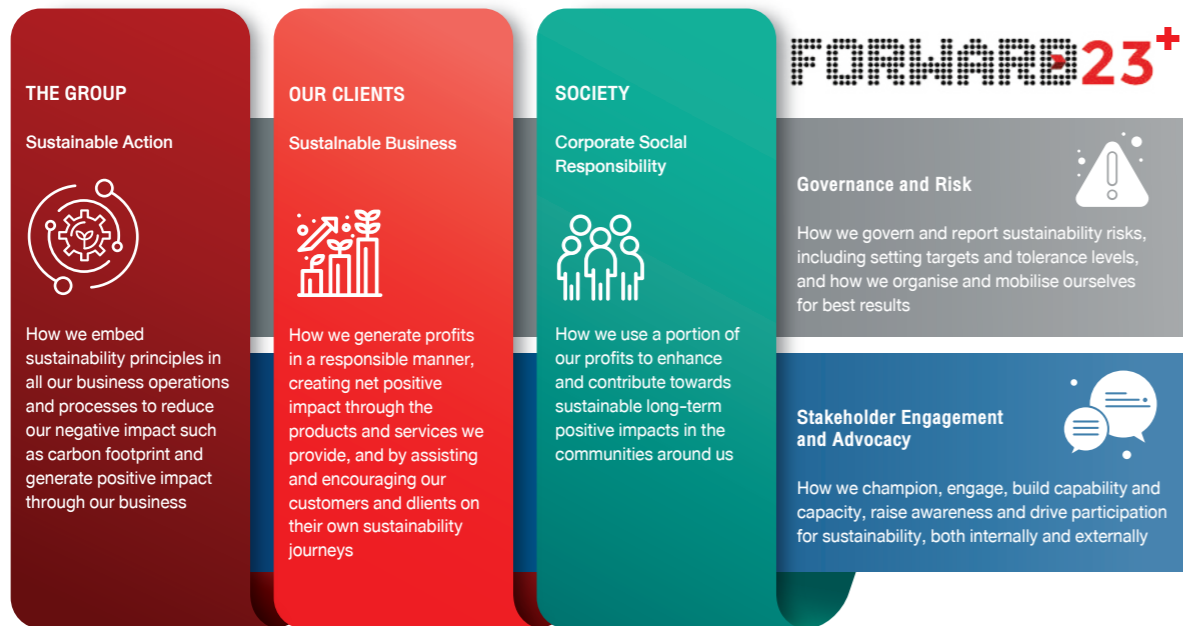 THE GROUP
Sustainable Action
How we embed
sustainability principles in
all our business operations
and processes to reduce
our negative impact such
as carbon footprint and
generate positive impact
through our business
OUR CLIENTS
Sustalnable Business
How we generate profits
in a responsible manner,
creating net positive
impact through the
products and services we
provide, and by assisting
and encouraging our
customers and dlients on
their own sustainability
journeys
SOCIETY
Corporate Soclal
Responsibility
How we use a portion of
our profits to enhance
and contribute towards
sustainable long-term
positive impacts in the
communities around us
FORWARD23+
Governance and Risk
How we govern and report sustainability risks,
including setting targets and tolerance levels,
and how we organise and mobilise ourselves
for best results
Stakeholder Engagement
and Advocacy
How we champion, engage, build capability and
capacity, raise awareness and drive participation
for sustainability, both internally and externally